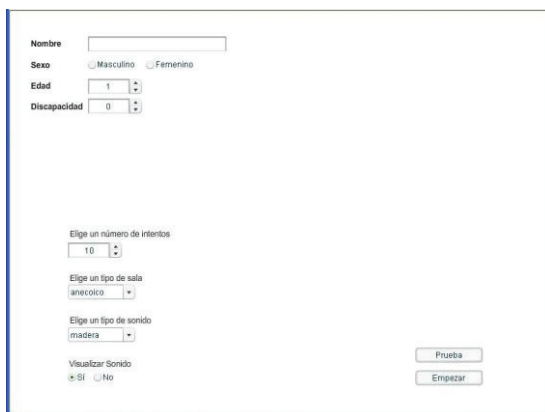 Nombre
Sexo Masculino Femenino
Edad 1
Discapacidad 0
Elige un número de intentos
10
Elige un tipo de sala
anecoico
Elige un tipo de sonido
madera
Visualizar Sonido
Sí No
Prueba
Empezar